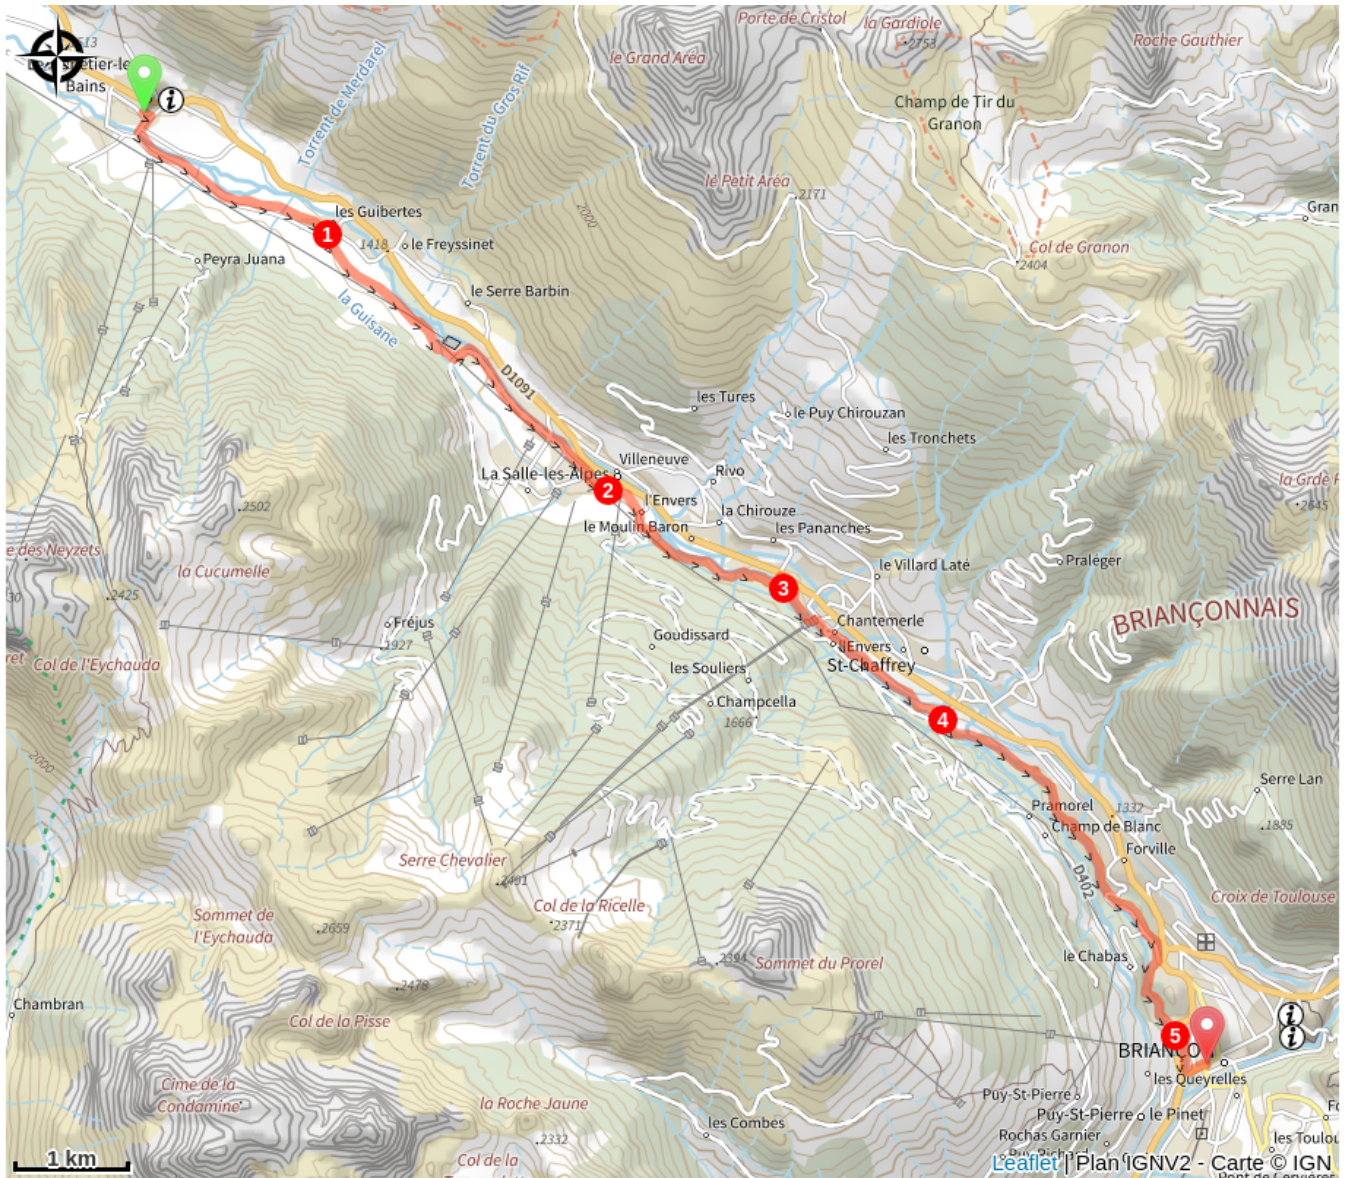 Porte de Cristol
la Gardiole
2753
Roche Gauthier
le Grand Aréa
Bains
Torrent de Merdarel
Torrent du Gros Rif
Champ de Tir du
Granon
le Petit Aréa
2171
2000
les Guibertes
1
1418
le Freyssinet
Col de Granon
2404
Peyra Juana
la Guisane
le Serre Barbin
D1091
les Tures
le Puy Chirouzan
les Tronchets
Villeneuve
La Salle-les-Alpes
Rivo
2
l'Envers
la Chirouze
le Moulin Baron
les Pananches
2502
2645
la Cucumelle
2425
le Villard Laté
Praléger
3
BRIANÇONNAIS
Chantemerle
l'Envers
St-Chaffrey
Fréjus
1927
Goudissard
les Souliers
Champcella
1666
Col de l'Eychauda
4
2000
Serre Lan
Pramorel
1332
Champ de Blanc
1885
Forville
D402
Serre Chevalier
2491
Col de la Ricelle
2371
Croix de Toulouse
Sommet de
l'Eychauda
2659
le Chabas
2394
Sommet du Prorel
2478
Chambran
Col de la Pisse
5
BRIANÇON
les Queyrelles
Cime de la
Condamine
la Roche Jaune
les Combes
Puy-St-Pierre
Puy-St-Pierre
le Pinet
Rochas Garnier
2332
Col de la
1 km
Leaflet | Plan IGNV2 - Carte © IGN